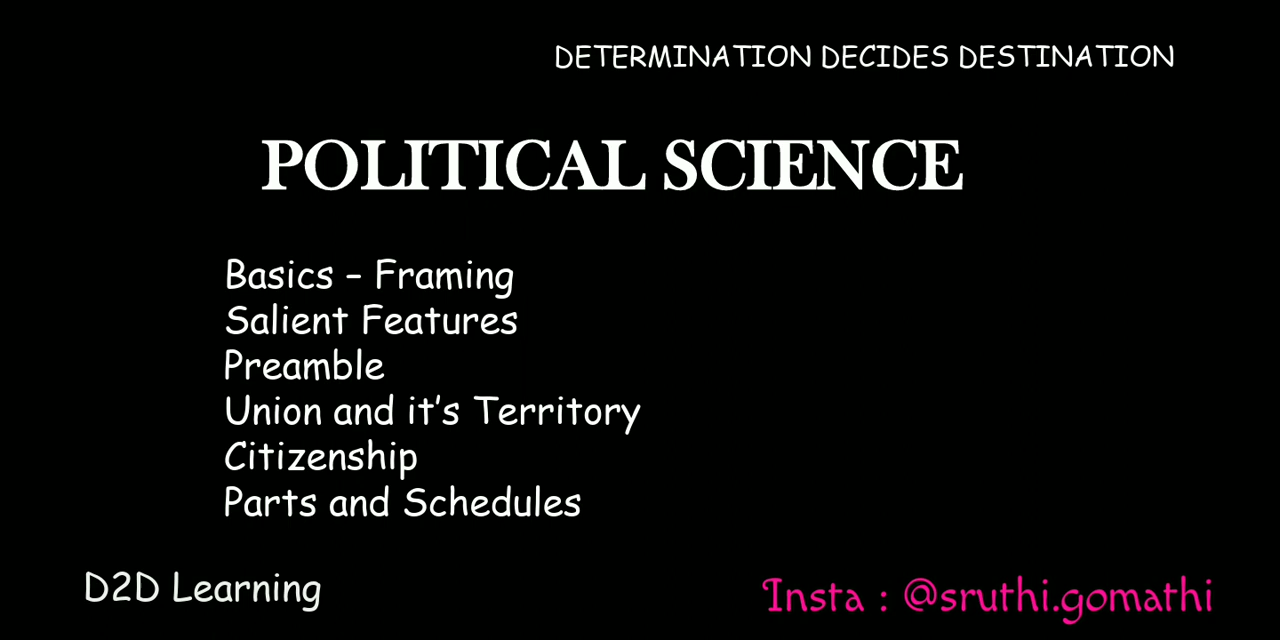 DETERMINATION DECIDES DESTINATION
POLITICAL SCIENCE
Basics – Framing
Salient Features
Preamble
Union and it’s Territory
Citizenship
Parts and Schedules
D2D Learning
Insta : @sruthi.gomathi